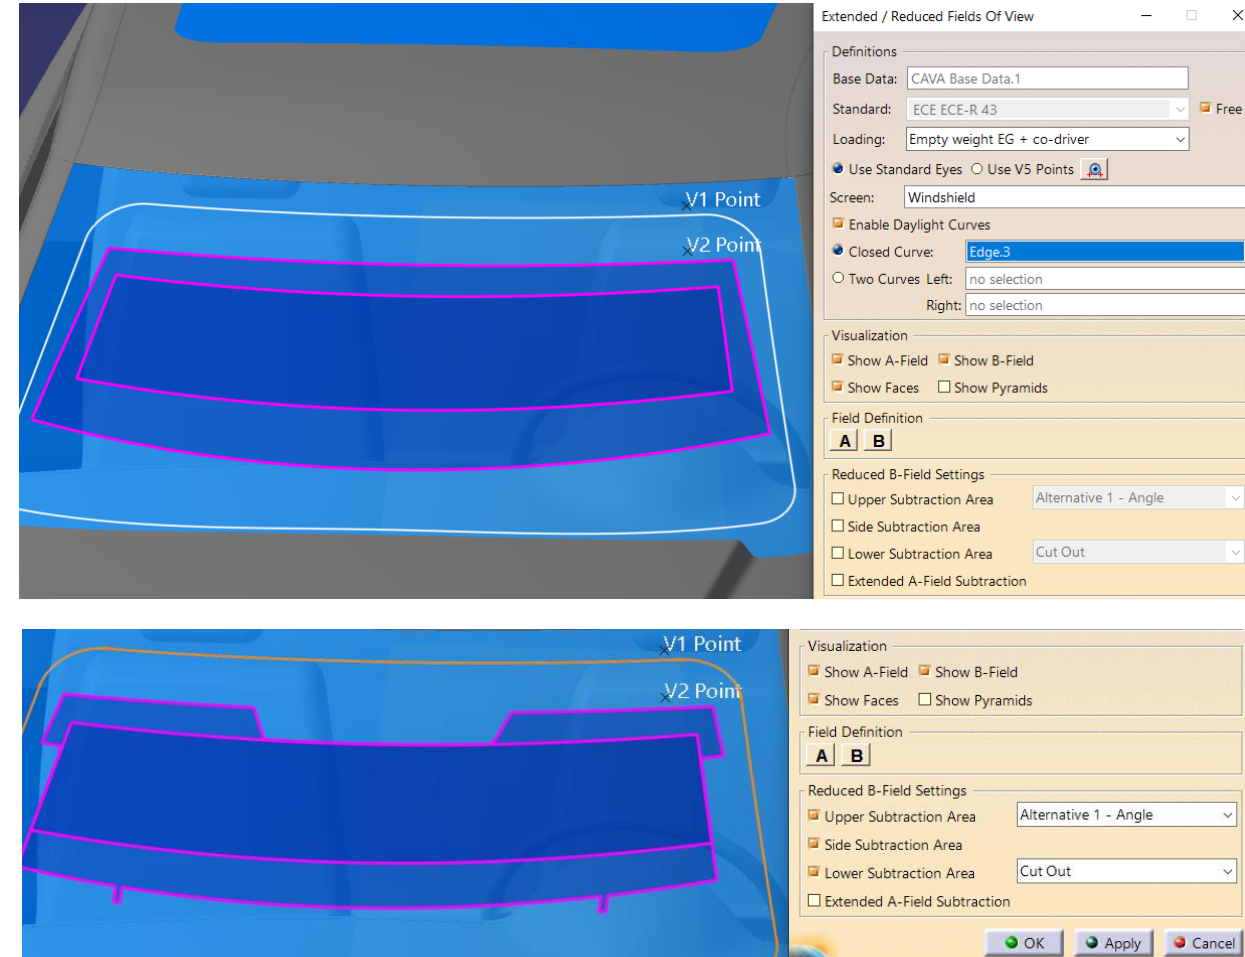 Extended / Reduced Fields Of View
Definitions
Base Data: CAVA Base Data.1
Standard: ECE ECE-R 43 Free
Loading: Empty weight EG + co-driver
Use Standard Eyes Use V5 Points
Screen: Windshield
Enable Daylight Curves
Closed Curve: Edge.3
Two Curves Left: no selection
Right: no selection
Visualization
Show A-Field Show B-Field
Show Faces Show Pyramids
Field Definition
A B
Reduced B-Field Settings
Upper Subtraction Area Alternative 1 - Angle
Side Subtraction Area
Lower Subtraction Area Cut Out
Extended A-Field Subtraction
V1 Point
V2 Point
V1 Point
V2 Point
Visualization
Show A-Field Show B-Field
Show Faces Show Pyramids
Field Definition
A B
Reduced B-Field Settings
Upper Subtraction Area Alternative 1 - Angle
Side Subtraction Area
Lower Subtraction Area Cut Out
Extended A-Field Subtraction
OK Apply Cancel